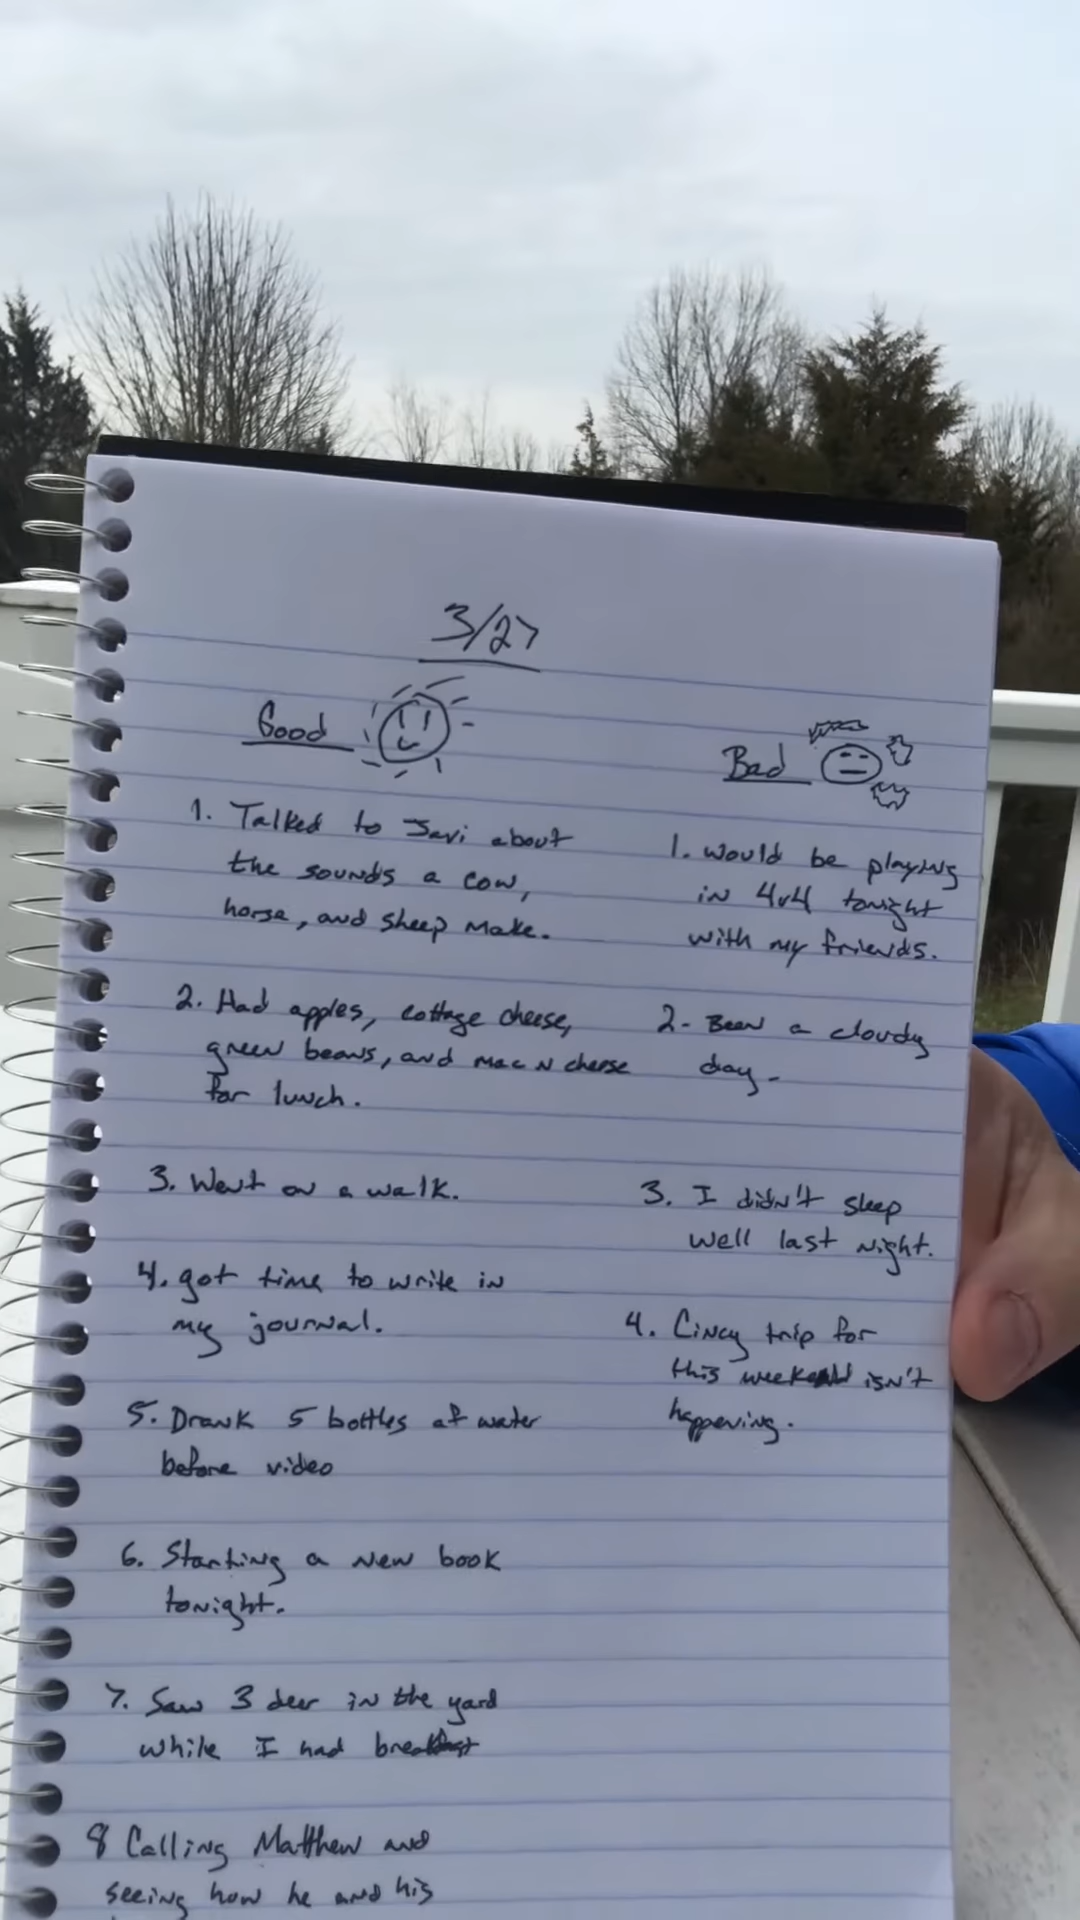 3/27
Good
1. Talked to Javi about
the sounds a cow,
horse, and sheep make.
2. Had apples, cottage cheese,
green beans, and mac n cheese
for lunch.
3. Went on a walk.
4. got time to write in
my journal.
5. Drank 5 bottles of water
before video
6. Starting a new book
tonight.
7. Saw 3 deer in the yard
while I had breakfast
8 Calling Matthew and
seeing how he and his
Bad
1. Would be playing
in 4v4 tonight
with my friends.
2- Been a cloudy
day.
3. I didn't sleep
well last night.
4. Cincy trip for
this weekend isn't
happening.